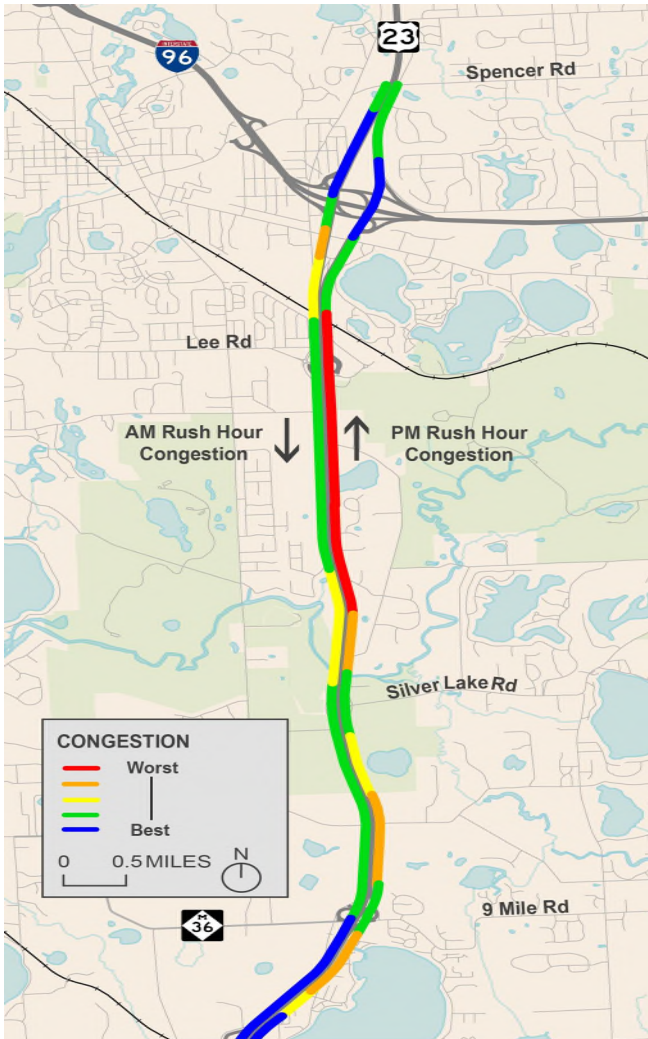 23
INTERSTATE
96
Spencer Rd
Lee Rd
AM Rush Hour
Congestion
PM Rush Hour
Congestion
Silver Lake Rd
CONGESTION
Worst
Best
0 0.5 MILES
N
M
36
9 Mile Rd